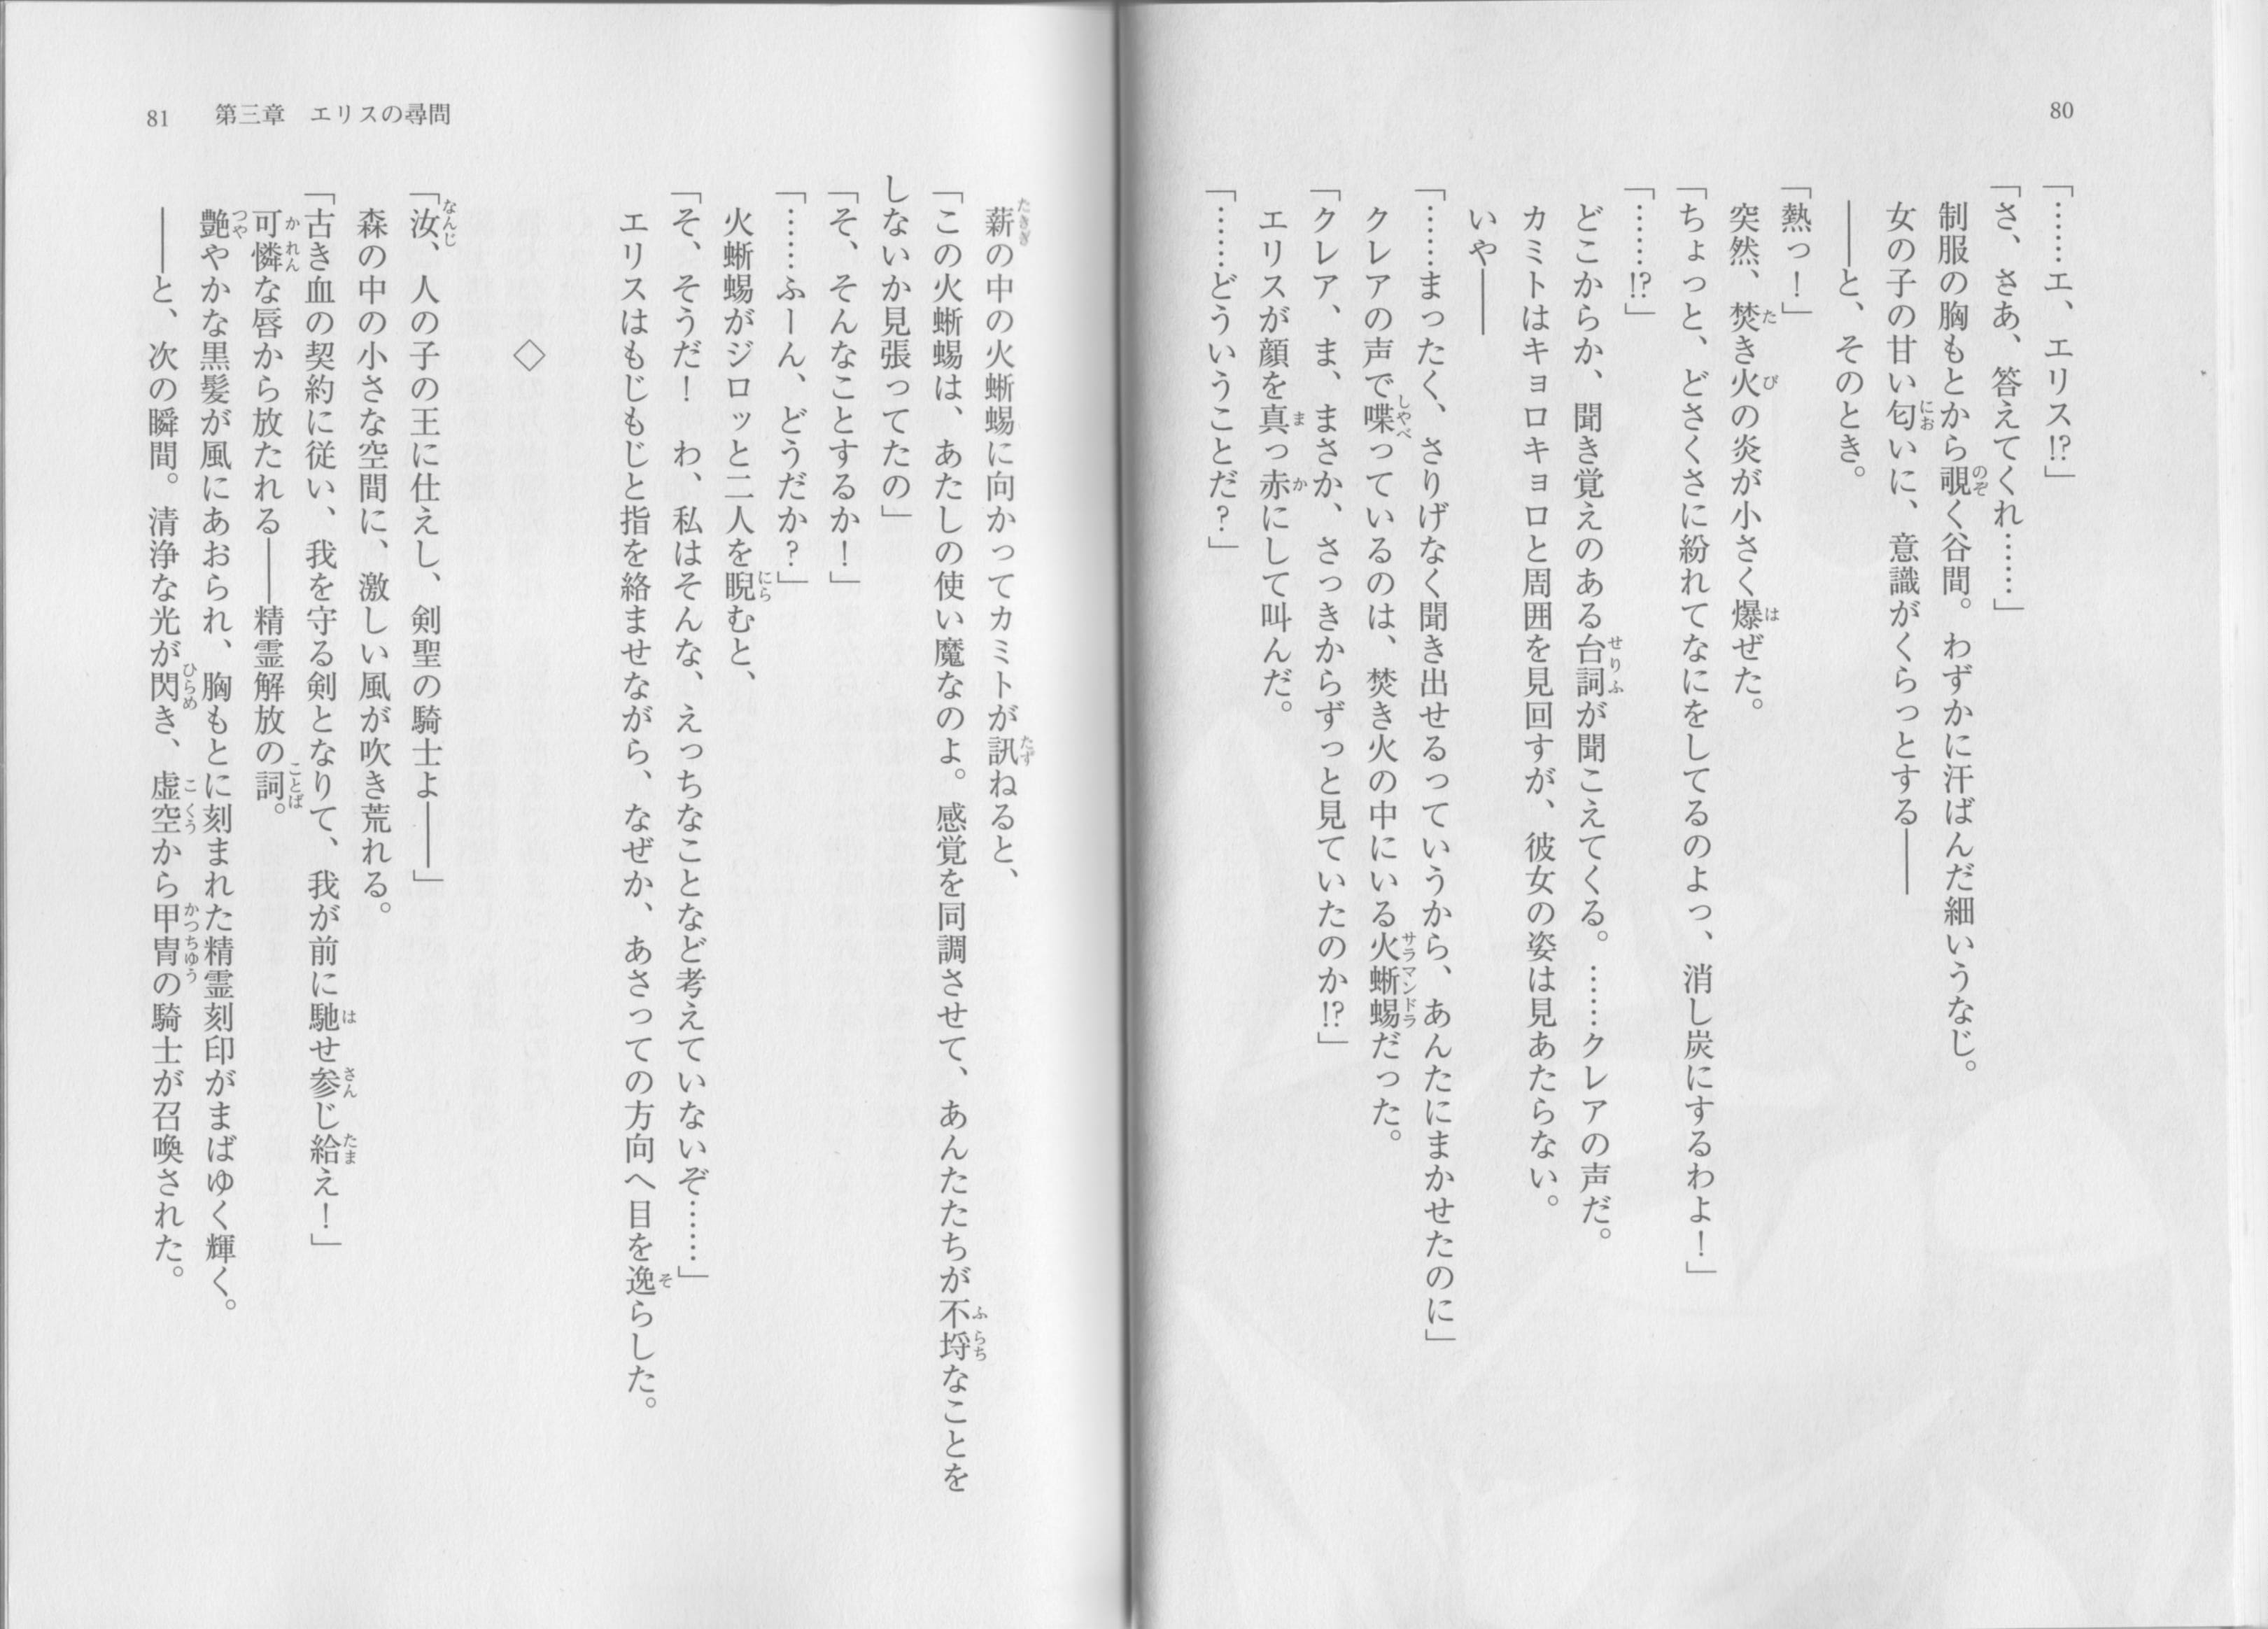 80
「……エ、エリス!?」
「さ、さあ、答えてくれ……」
制服の胸もとから覗く谷間。わずかに汗ばんだ細いうなじ。
女の子の甘い匂いに、意識がくらっとする――
――と、そのとき。
「熱っ！」
突然、焚き火の炎が小さく爆ぜた。
「ちょっと、どさくさに紛れてなにをしてるのよっ、消し炭にするわよ！」
「……!?」
どこからか、聞き覚えのある台詞が聞こえてくる。……クレアの声だ。
カミトはキョロキョロと周囲を見回すが、彼女の姿は見あたらない。
いや――
「……まったく、さりげなく聞き出せるっていうから、あんたにまかせたのに」
クレアの声で喋っているのは、焚き火の中にいる火蜥蜴だった。
「クレア、ま、まさか、さっきからずっと見ていたのか!?」
エリスが顔を真っ赤にして叫んだ。
「……どういうことだ？」
81　第三章　エリスの尋問
薪の中の火蜥蜴に向かってカミトが訊ねると、
「この火蜥蜴は、あたしの使い魔なのよ。感覚を同調させて、あんたたちが不埒なことを
しないか見張ってたの」
「そ、そんなことするか！」
「……ふーん、どうだか？」
火蜥蜴がジロッと二人を睨むと、
「そ、そうだ！　わ、私はそんな、えっちなことなど考えていないぞ……」
エリスはもじもじと指を絡ませながら、なぜか、あさっての方向へ目を逸らした。
◇
「汝、人の子の王に仕えし、剣聖の騎士よ――」
森の中の小さな空間に、激しい風が吹き荒れる。
「古き血の契約に従い、我を守る剣となりて、我が前に馳せ参じ給え！」
可憐な唇から放たれる――精霊解放の詞。
艶やかな黒髪が風にあおられ、胸もとに刻まれた精霊刻印がまばゆく輝く。
――と、次の瞬間。清浄な光が閃き、虚空から甲冑の騎士が召喚された。